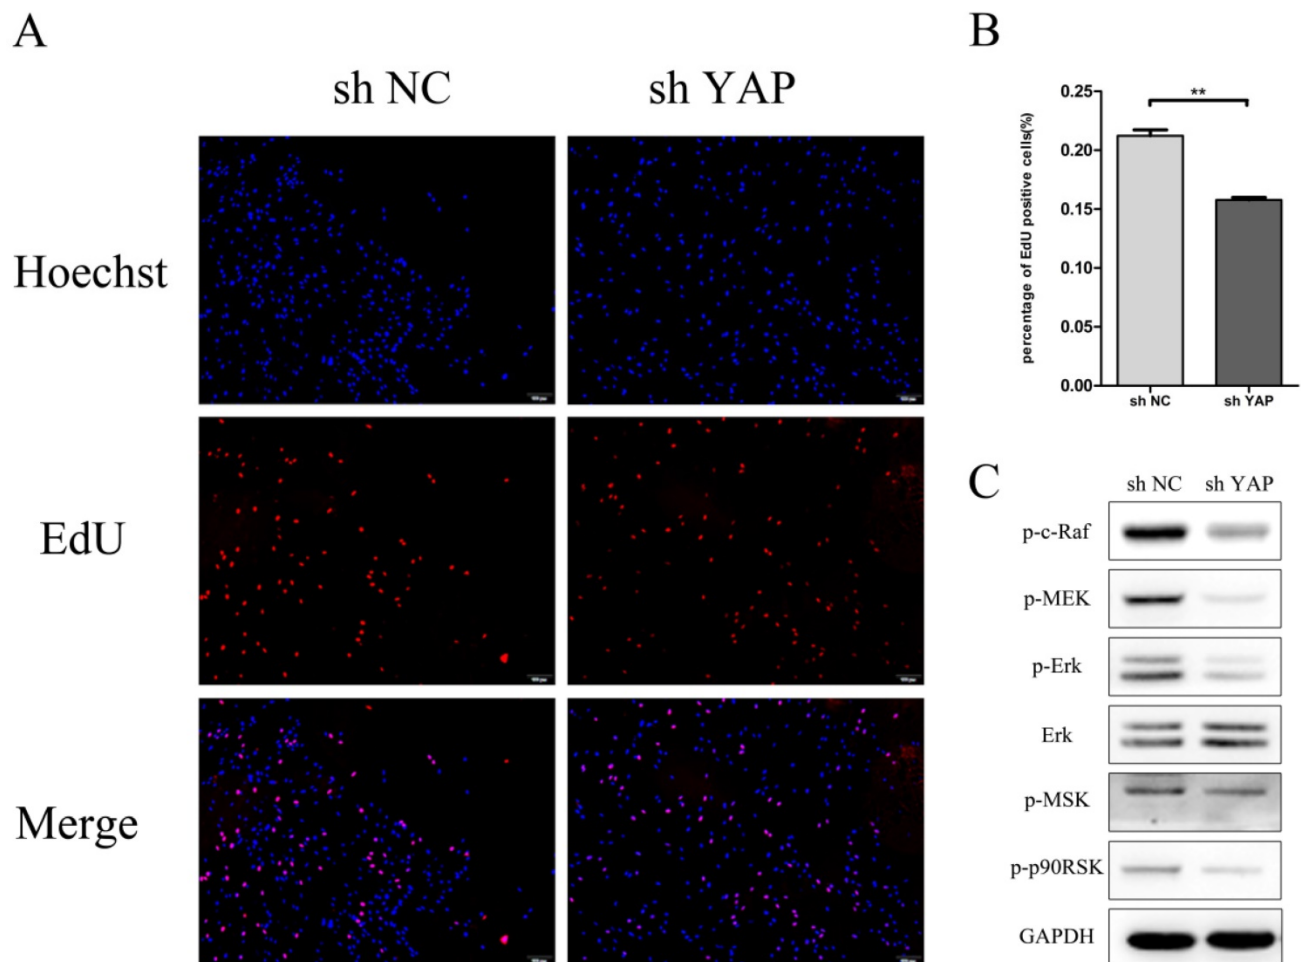 A
sh NC
sh YAP
Hoechst
EdU
Merge
B
percentage of EdU positive cells(%)
0.25
0.20
0.15
0.10
0.05
0.00
**
sh NC
sh YAP
C
sh NC
sh YAP
p-c-Raf
p-MEK
p-Erk
Erk
p-MSK
p-p90RSK
GAPDH